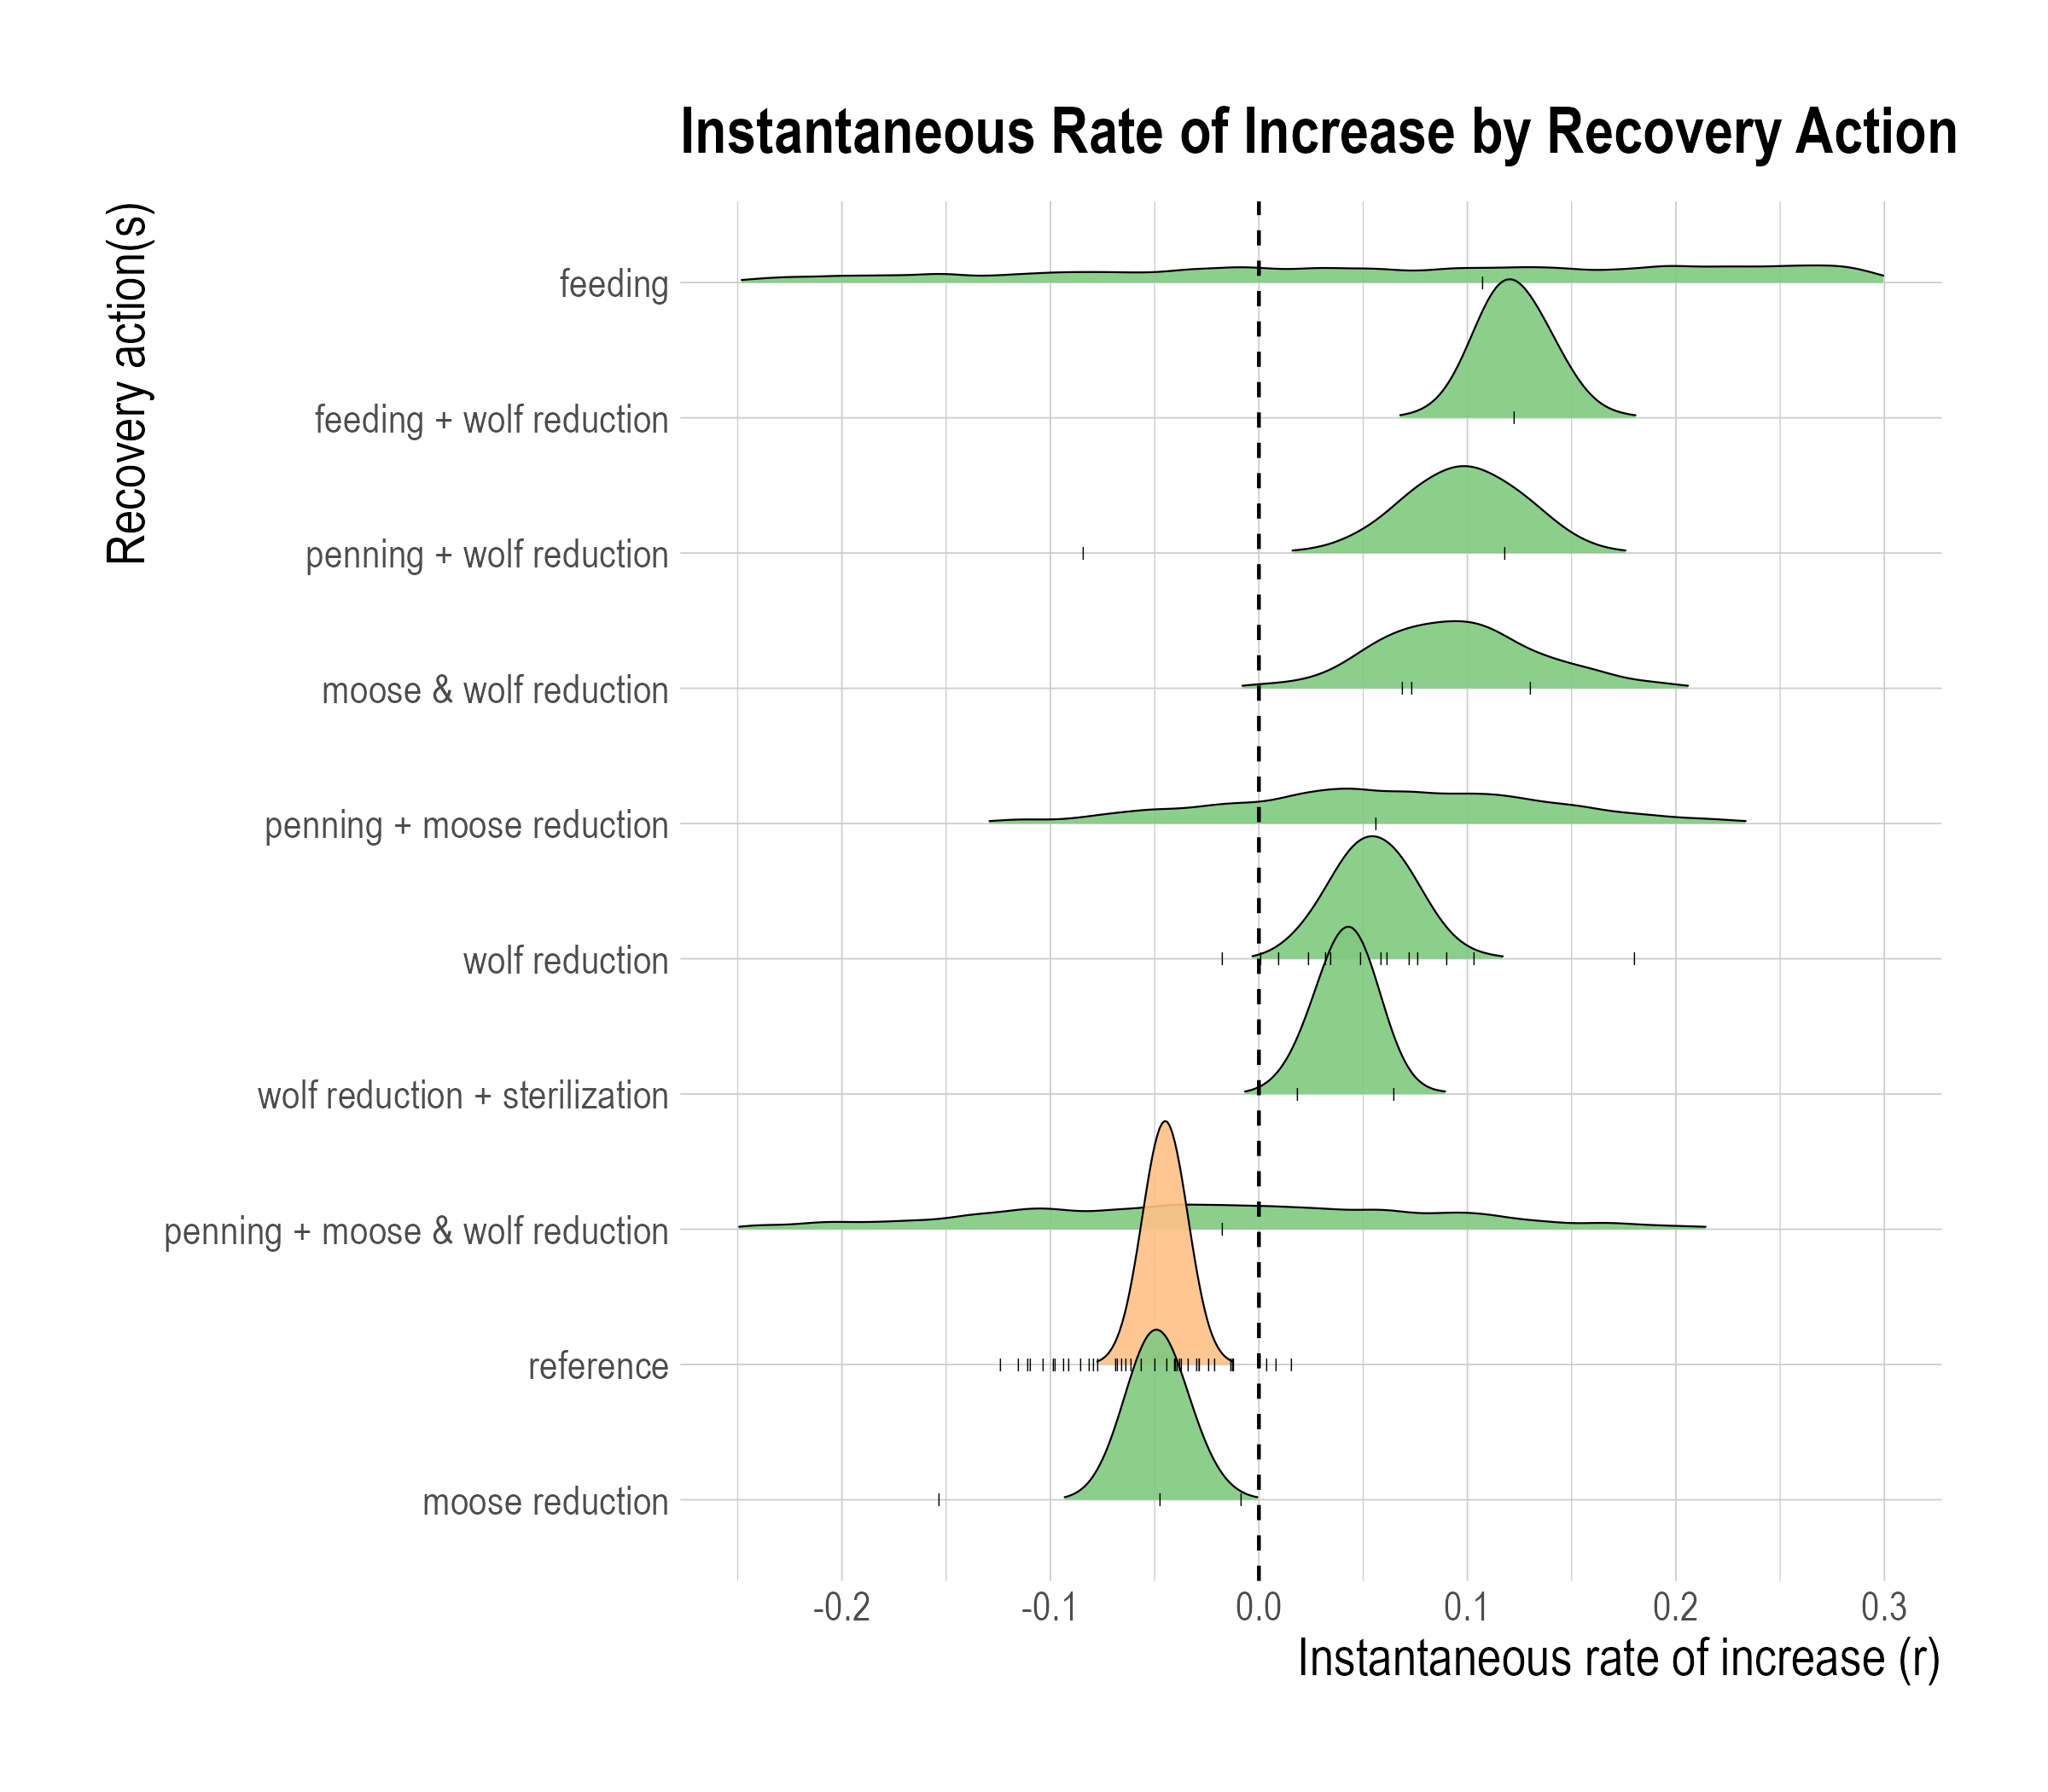 Instantaneous Rate of Increase by Recovery Action
Recovery action(s)
feeding
feeding + wolf reduction
penning + wolf reduction
moose & wolf reduction
penning + moose reduction
wolf reduction
wolf reduction + sterilization
penning + moose & wolf reduction
reference
moose reduction
-0.2 -0.1 0.0 0.1 0.2 0.3
Instantaneous rate of increase (r)